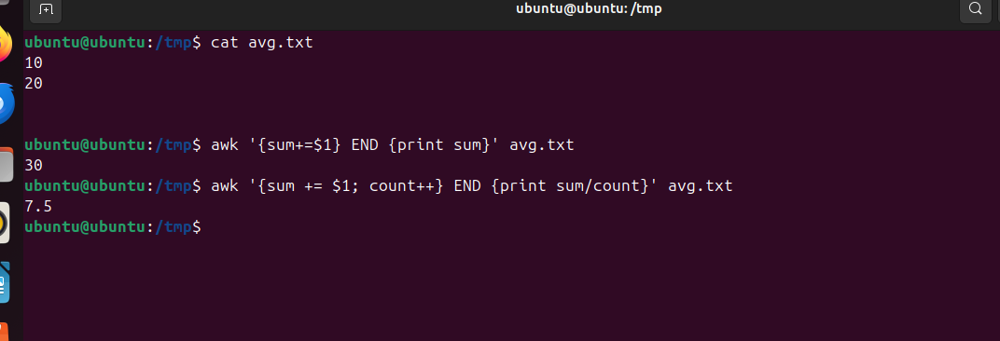 ubuntu@ubuntu: /tmp
ubuntu@ubuntu:/tmp$ cat avg.txt
10
20
ubuntu@ubuntu:/tmp$ awk '{sum+=$1} END {print sum}' avg.txt
30
ubuntu@ubuntu:/tmp$ awk '{sum += $1; count++} END {print sum/count}' avg.txt
7.5
ubuntu@ubuntu:/tmp$